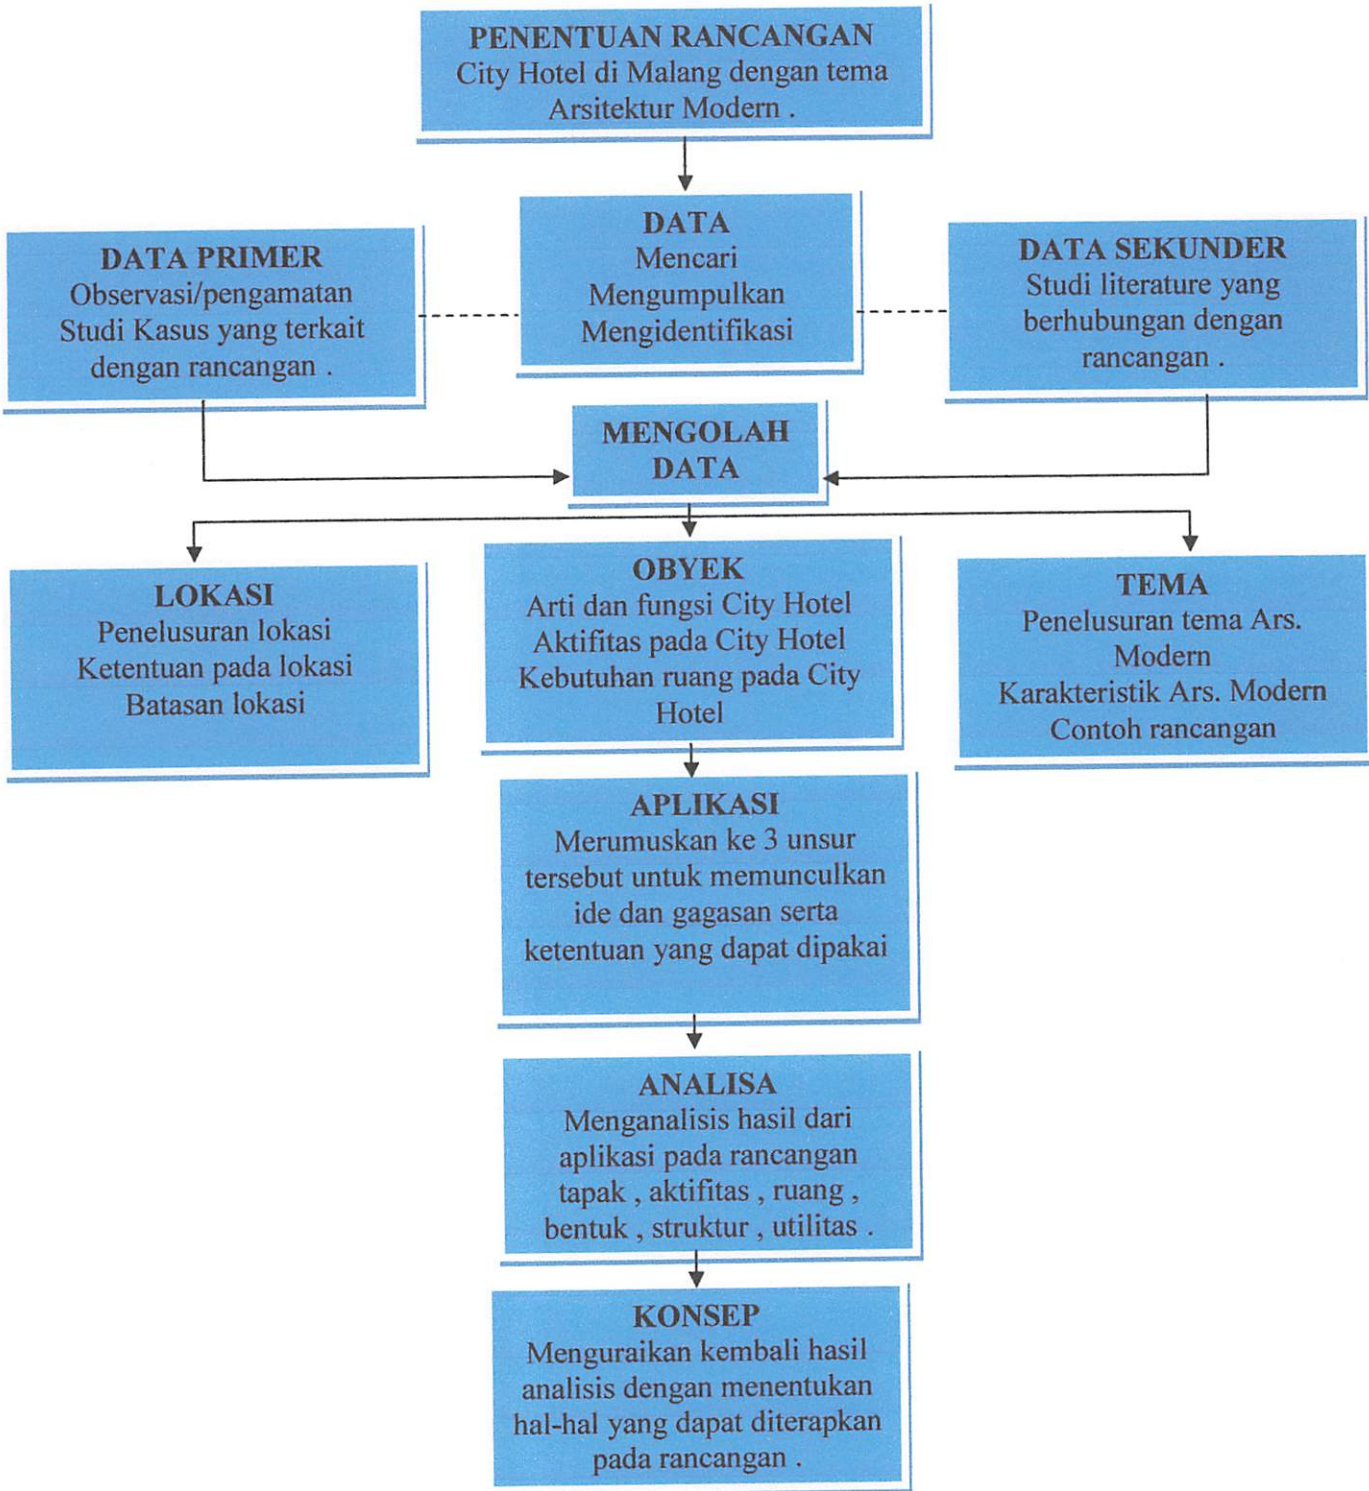 PENENTUAN RANCANGAN
City Hotel di Malang dengan tema
Arsitektur Modern .
DATA
Mencari
Mengumpulkan
Mengidentifikasi
DATA PRIMER
Observasi/pengamatan
Studi Kasus yang terkait
dengan rancangan .
DATA SEKUNDER
Studi literature yang
berhubungan dengan
rancangan .
MENGOLAH
DATA
LOKASI
Penelusuran lokasi
Ketentuan pada lokasi
Batasan lokasi
OBYEK
Arti dan fungsi City Hotel
Aktifitas pada City Hotel
Kebutuhan ruang pada City
Hotel
TEMA
Penelusuran tema Ars.
Modern
Karakteristik Ars. Modern
Contoh rancangan
APLIKASI
Merumuskan ke 3 unsur
tersebut untuk memunculkan
ide dan gagasan serta
ketentuan yang dapat dipakai
ANALISA
Menganalisis hasil dari
aplikasi pada rancangan
tapak , aktifitas , ruang ,
bentuk , struktur , utilitas .
KONSEP
Menguraikan kembali hasil
analisis dengan menentukan
hal-hal yang dapat diterapkan
pada rancangan .